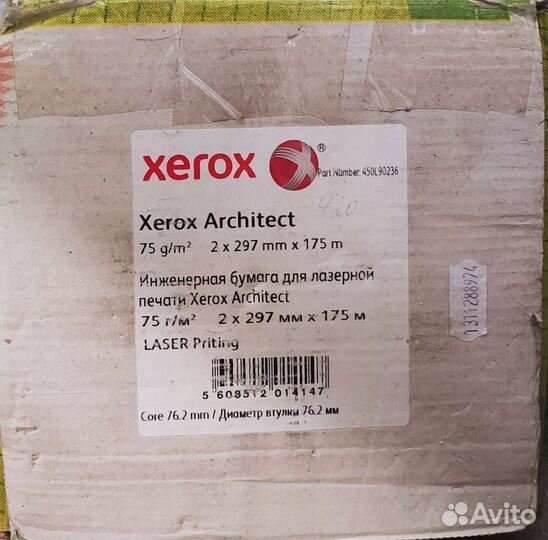 xerox ®
Part Number: 450L90236
Xerox Architect
75 g/m² 2 x 297 mm x 175 m
Инженерная бумага для лазерной
печати Xerox Architect
75 г/м² 2 x 297 мм x 175 м
LASER Priting
5 603512 014147
Core 76.2 mm / Диаметр втулки 76.2 мм
1311288974
Avito